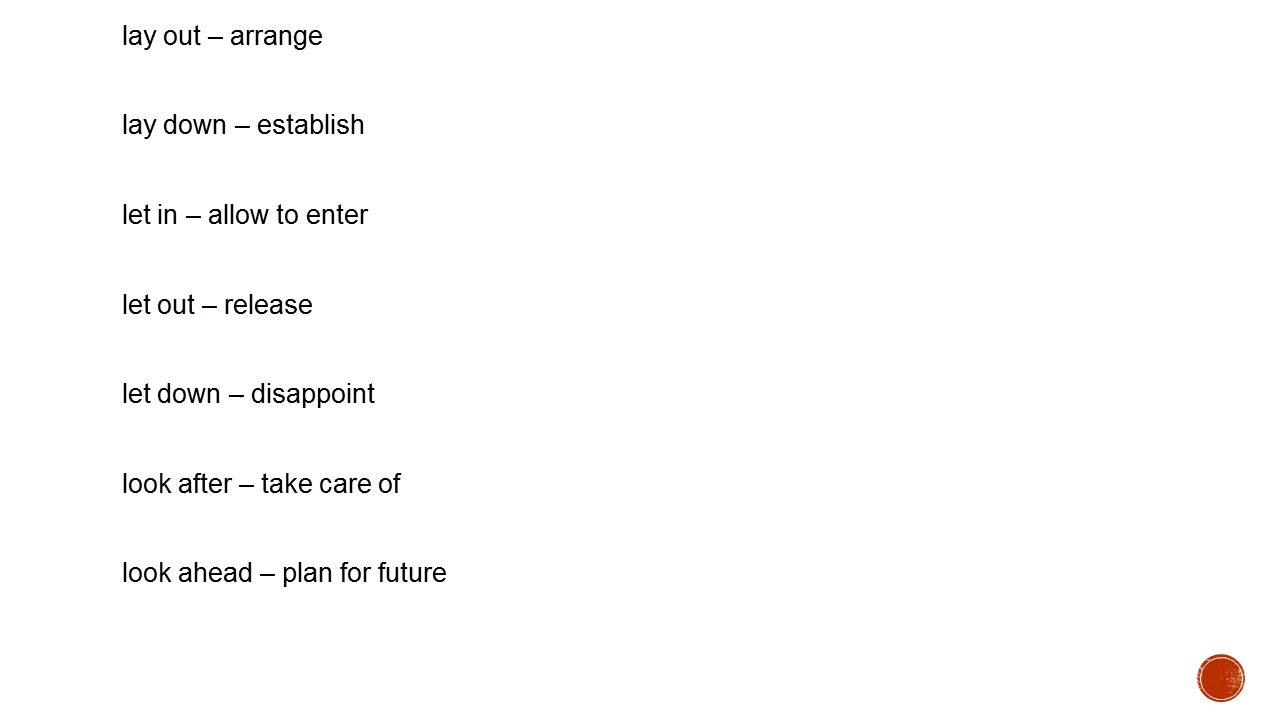 lay out – arrange
lay down – establish
let in – allow to enter
let out – release
let down – disappoint
look after – take care of
look ahead – plan for future